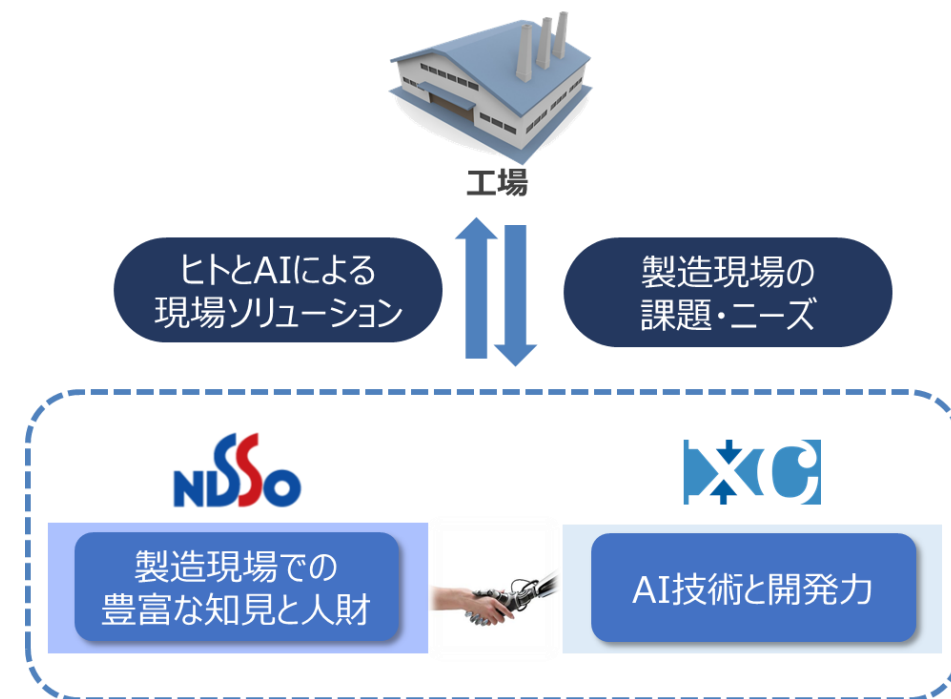 工場
ヒトとAIによる
現場ソリューション
製造現場の
課題・ニーズ
NISSO
XC
製造現場での
豊富な知見と人財
AI技術と開発力